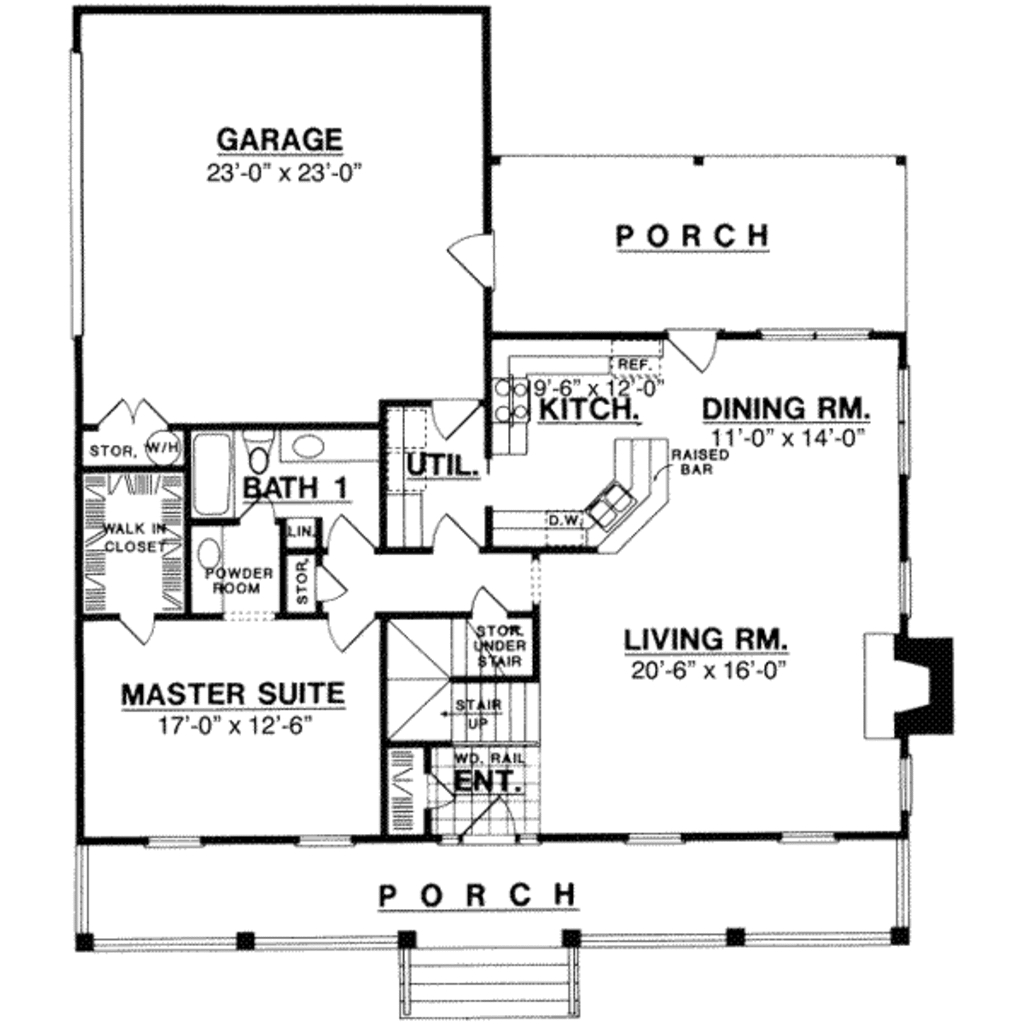 GARAGE
23'-0" x 23'-0"
PORCH
REF.
9'-6" x 12'-0"
KITCH.
DINING RM.
11'-0" x 14'-0"
RAISED
BAR
STOR.
W/H
UTIL.
BATH 1
D.W.
LIN.
WALK IN
CLOSET
POWDER
ROOM
STOR.
STOR.
UNDER
STAIR
LIVING RM.
20'-6" x 16'-0"
MASTER SUITE
17'-0" x 12'-6"
STAIR
UP
WD. RAIL
ENT.
PORCH